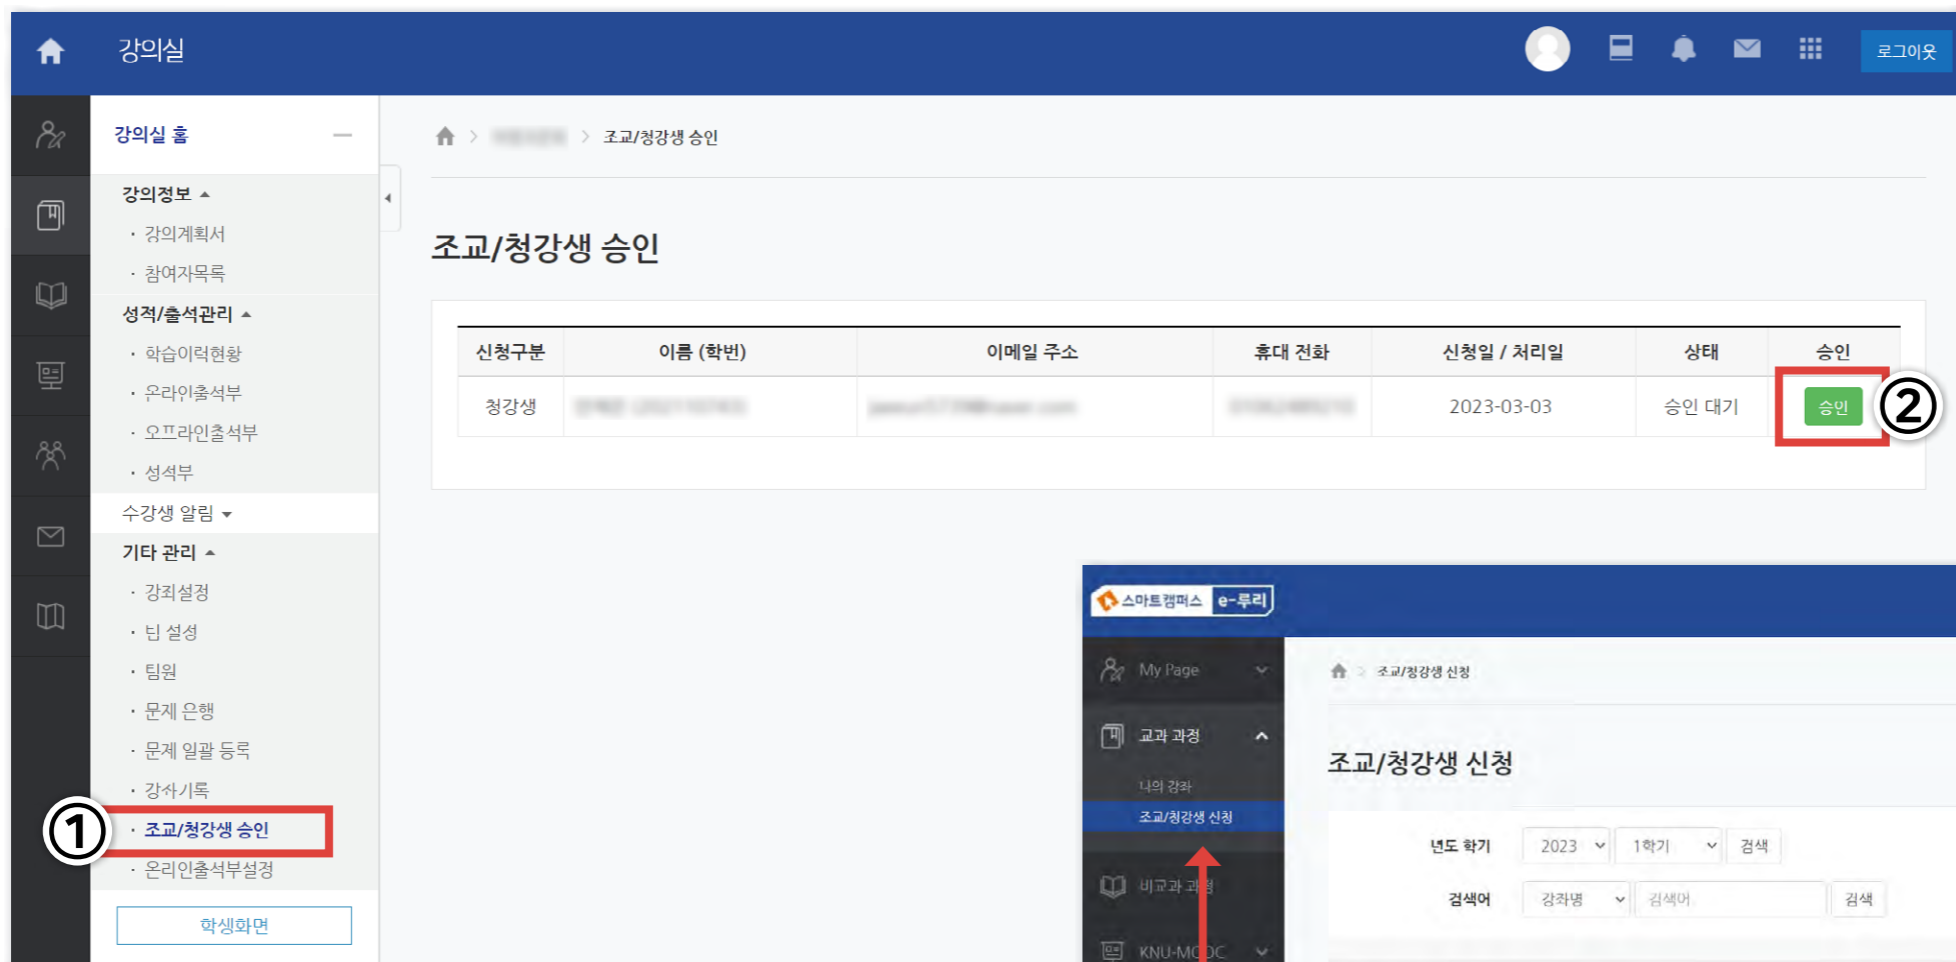 강의실
로그아웃
강의실 홈
강의정보
· 강의계획서
· 참여자목록
성적/출석관리
· 학습이력현황
· 온라인출석부
· 오프라인출석부
· 성적부
수강생 알림
기타 관리
· 강좌설정
· 팀 설정
· 팀원
· 문제 은행
· 문제 일괄 등록
· 강좌기록
① · 조교/청강생 승인
· 온라인출석부설정
학생화면
> > 조교/청강생 승인
조교/청강생 승인
신청구분 이름 (학번) 이메일 주소 휴대 전화 신청일 / 처리일 상태 승인
청강생 2023-03-03 승인 대기 승인 ②
스마트캠퍼스 e-루리
My Page
교과 과정
나의 강좌
조교/청강생 신청
비교과 과정
KNU-MOOC
> 조교/청강생 신청
조교/청강생 신청
년도 학기 2023 1학기 검색
검색어 강좌명 검색어 검색